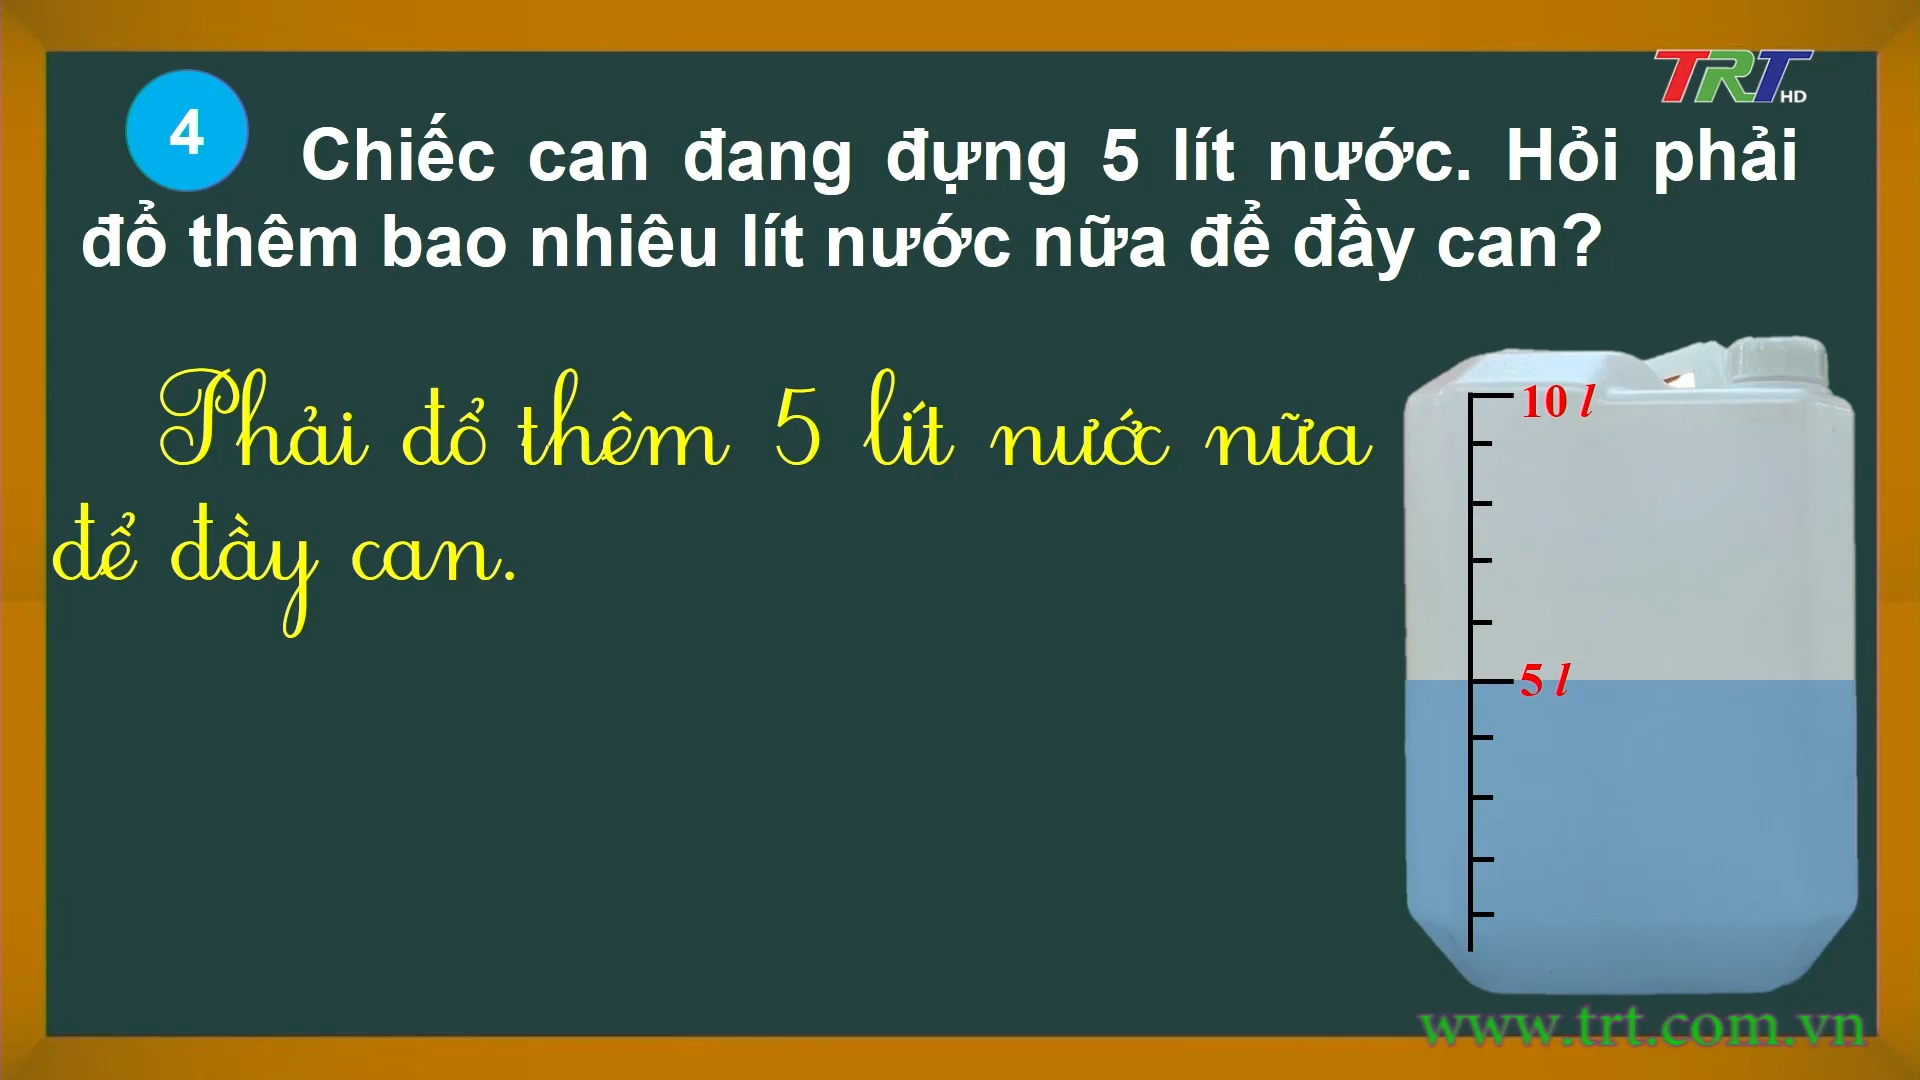 TRT HD
4
Chiếc can đang đựng 5 lít nước. Hỏi phải
đổ thêm bao nhiêu lít nước nữa để đầy can?
Phải đổ thêm 5 lít nước nữa
để đầy can.
10 l
5 l
www.trt.com.vn